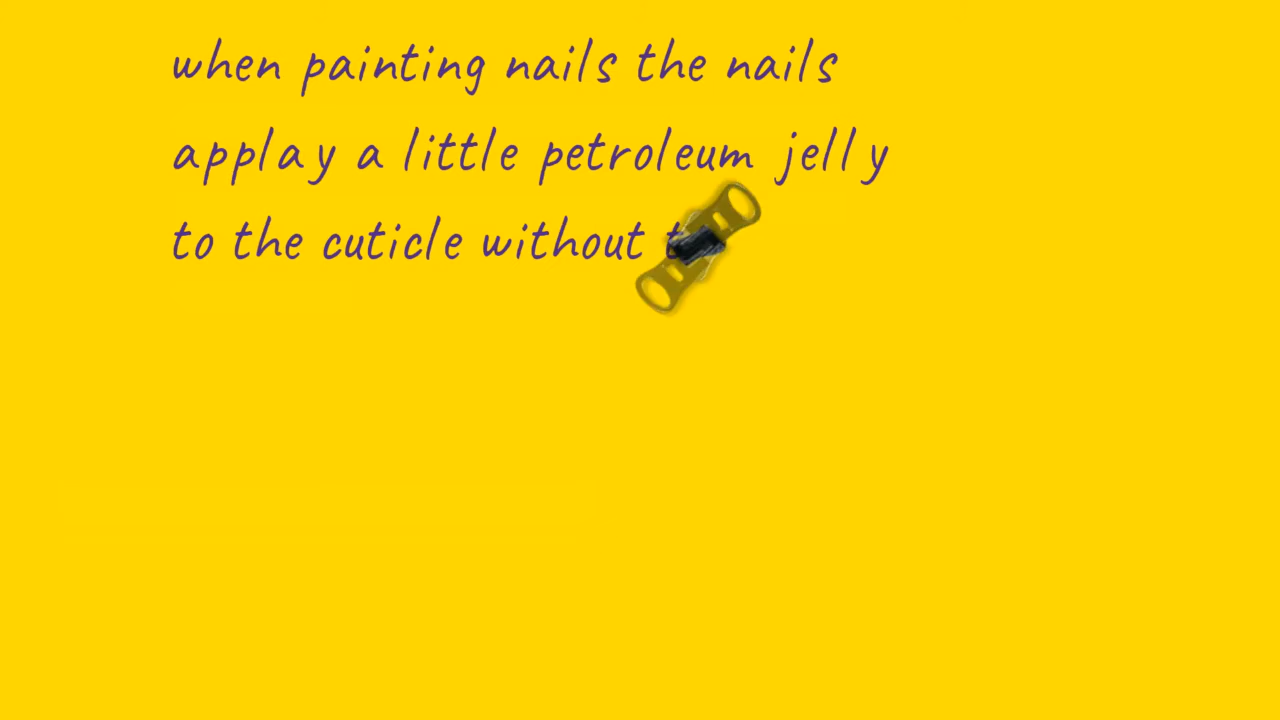 when painting nails the nails
applay a little petroleum jelly
to the cuticle without